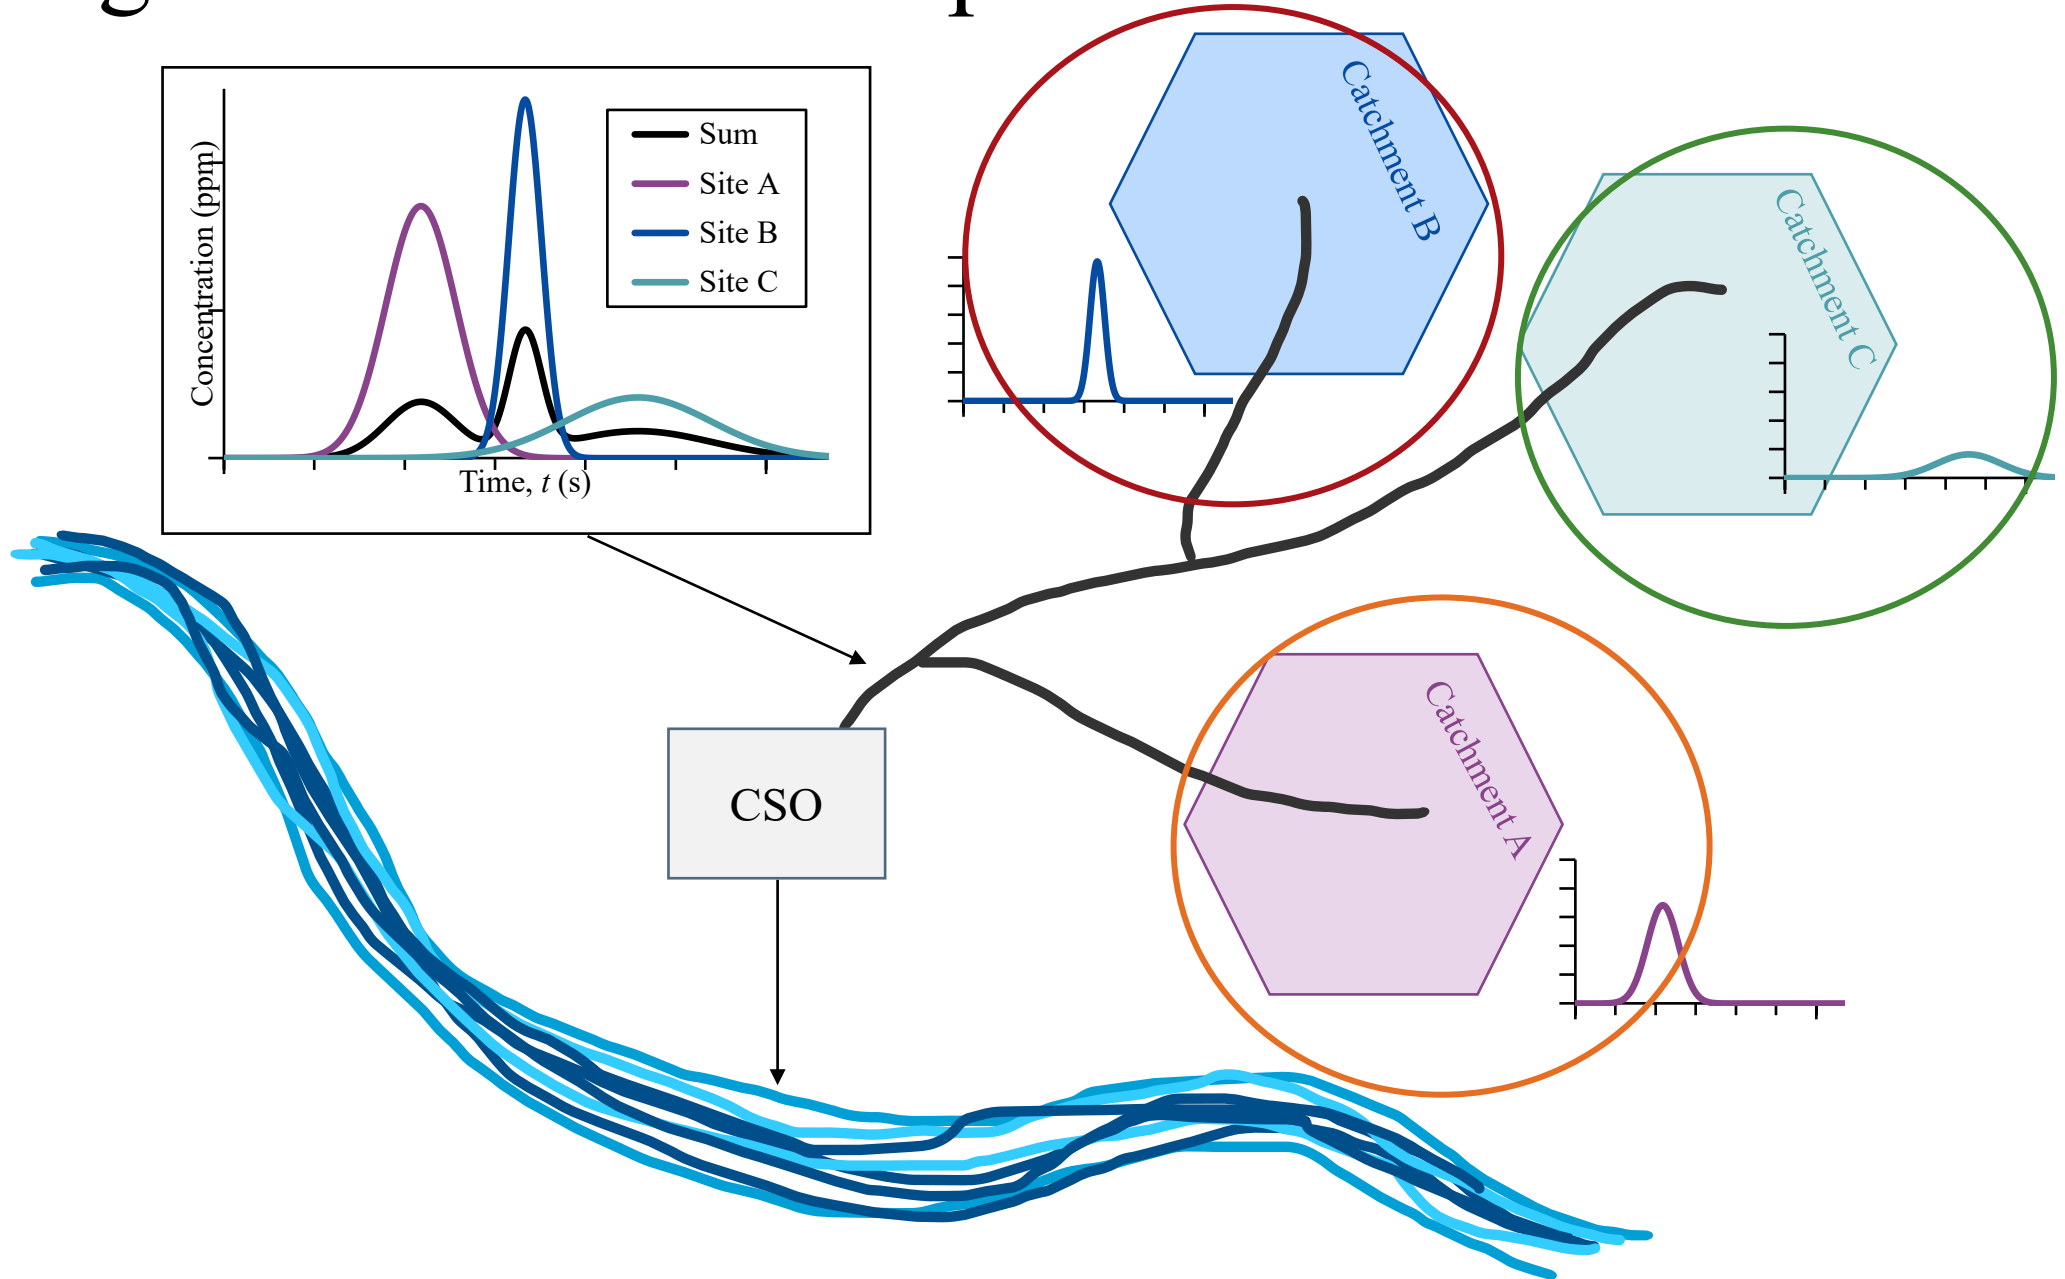 Concentration (ppm)
Sum
Site A
Site B
Site C
Time, t (s)
Catchment B
Catchment C
Catchment A
CSO